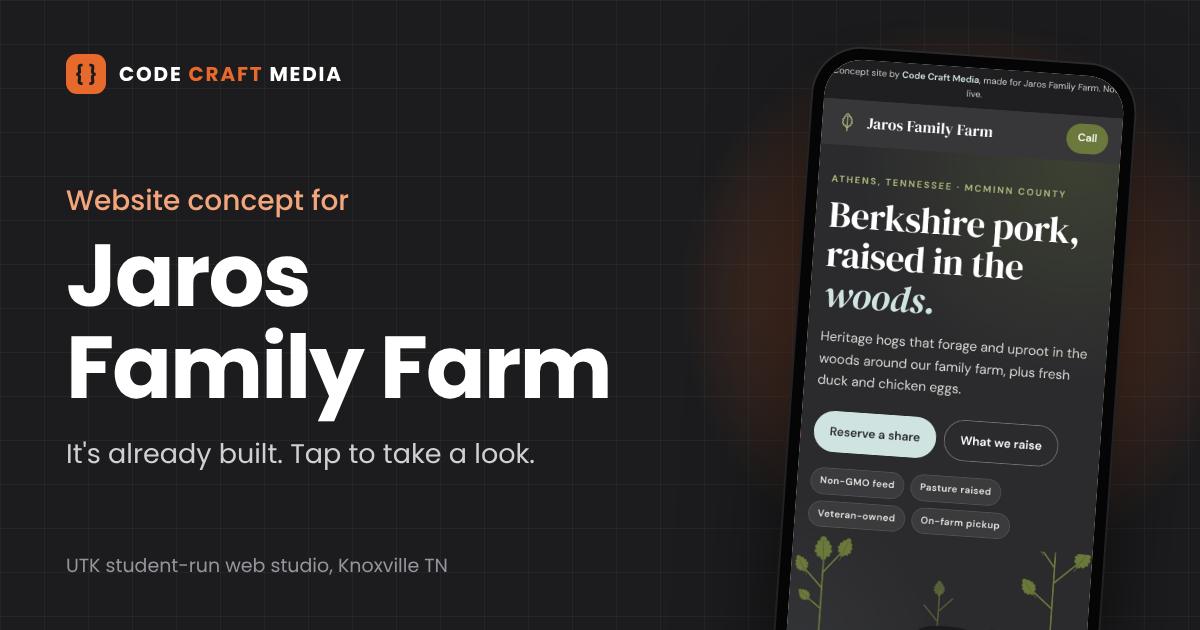 { } CODE CRAFT MEDIA
Website concept for
Jaros
Family Farm
It's already built. Tap to take a look.
UTK student-run web studio, Knoxville TN
Concept site by Code Craft Media, made for Jaros Family Farm. Not
live.
Jaros Family Farm
Call
ATHENS, TENNESSEE · MCMINN COUNTY
Berkshire pork,
raised in the
woods.
Heritage hogs that forage and uproot in the
woods around our family farm, plus fresh
duck and chicken eggs.
Reserve a share
What we raise
Non-GMO feed
Pasture raised
Veteran-owned
On-farm pickup